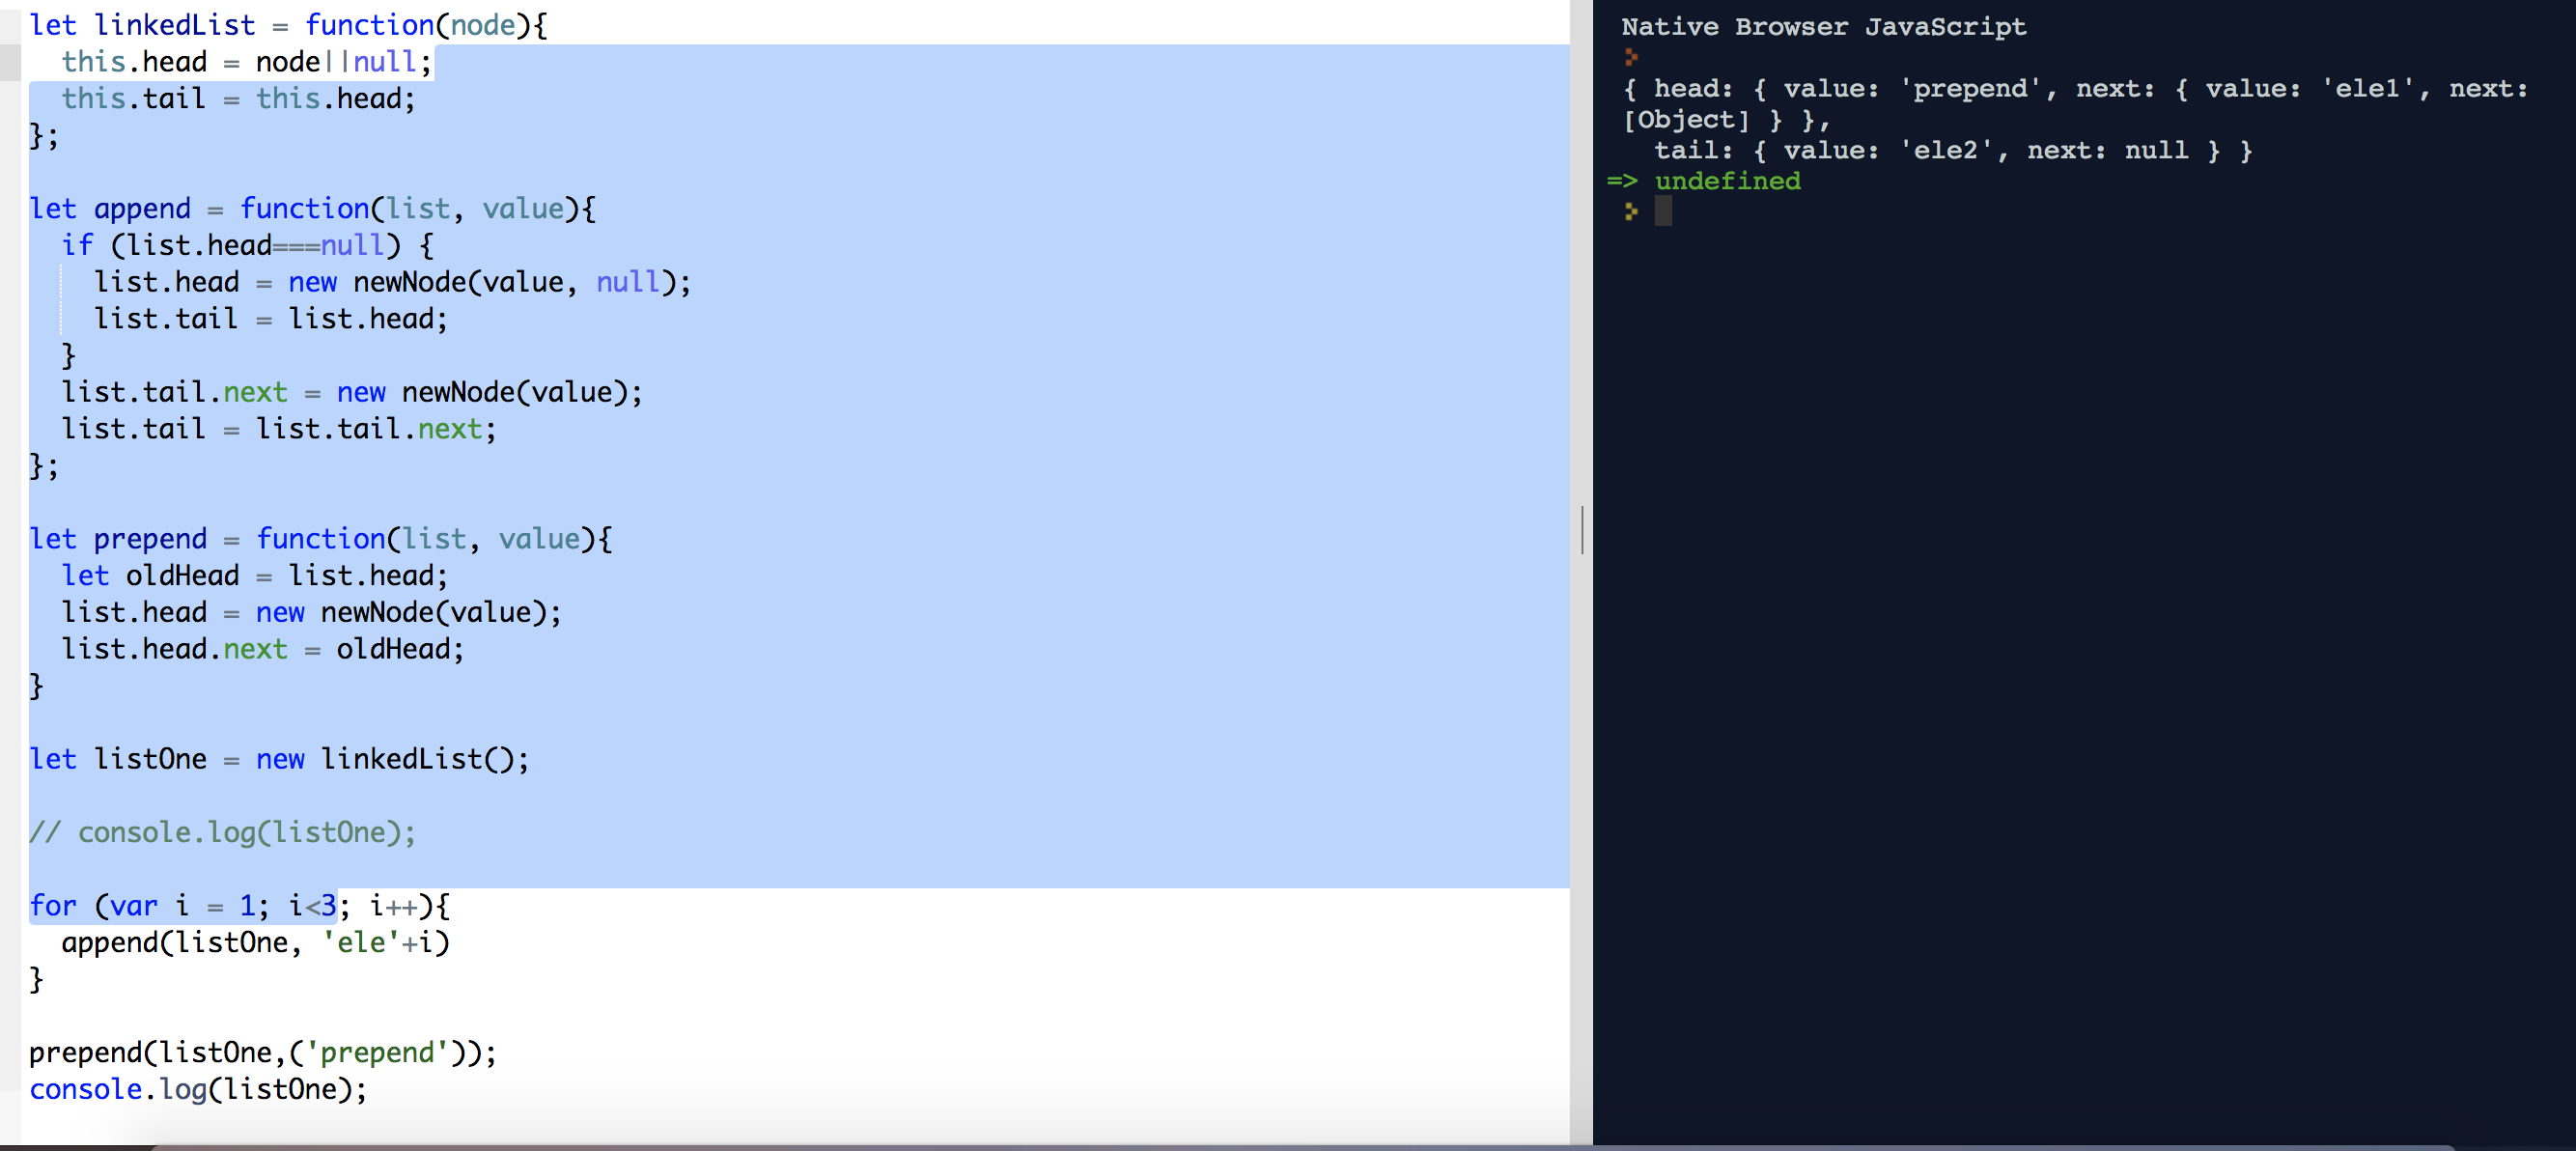 let linkedList = function(node){
  this.head = node||null;
  this.tail = this.head;
};

let append = function(list, value){
  if (list.head===null) {
    list.head = new newNode(value, null);
    list.tail = list.head;
  }
  list.tail.next = new newNode(value);
  list.tail = list.tail.next;
};

let prepend = function(list, value){
  let oldHead = list.head;
  list.head = new newNode(value);
  list.head.next = oldHead;
}

let listOne = new linkedList();

// console.log(listOne);

for (var i = 1; i<3; i++){
  append(listOne, 'ele'+i)
}

prepend(listOne,('prepend'));
console.log(listOne);

Native Browser JavaScript
{ head: { value: 'prepend', next: { value: 'ele1', next:
[Object] } },
  tail: { value: 'ele2', next: null } }
=> undefined